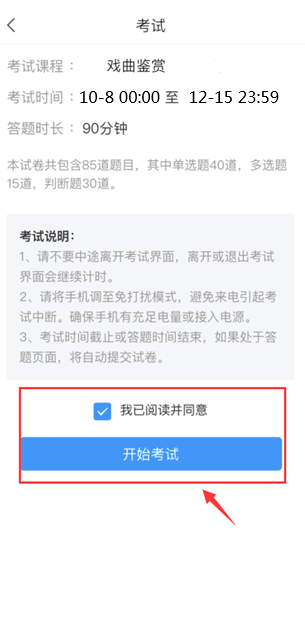 考试
考试课程： 戏曲鉴赏
考试时间：10-8 00:00 至 12-15 23:59
答题时长： 90分钟
本试卷共包含85道题目，其中单选题40道，多选题
15道，判断题30道。
考试说明：
1、请不要中途离开考试界面，离开或退出考试
界面会继续计时。
2、请将手机调至免打扰模式，避免来电引起考
试中断。确保手机有充足电量或接入电源。
3、考试时间截止或答题时间结束，如果处于答
题页面，将自动提交试卷。
我已阅读并同意
开始考试